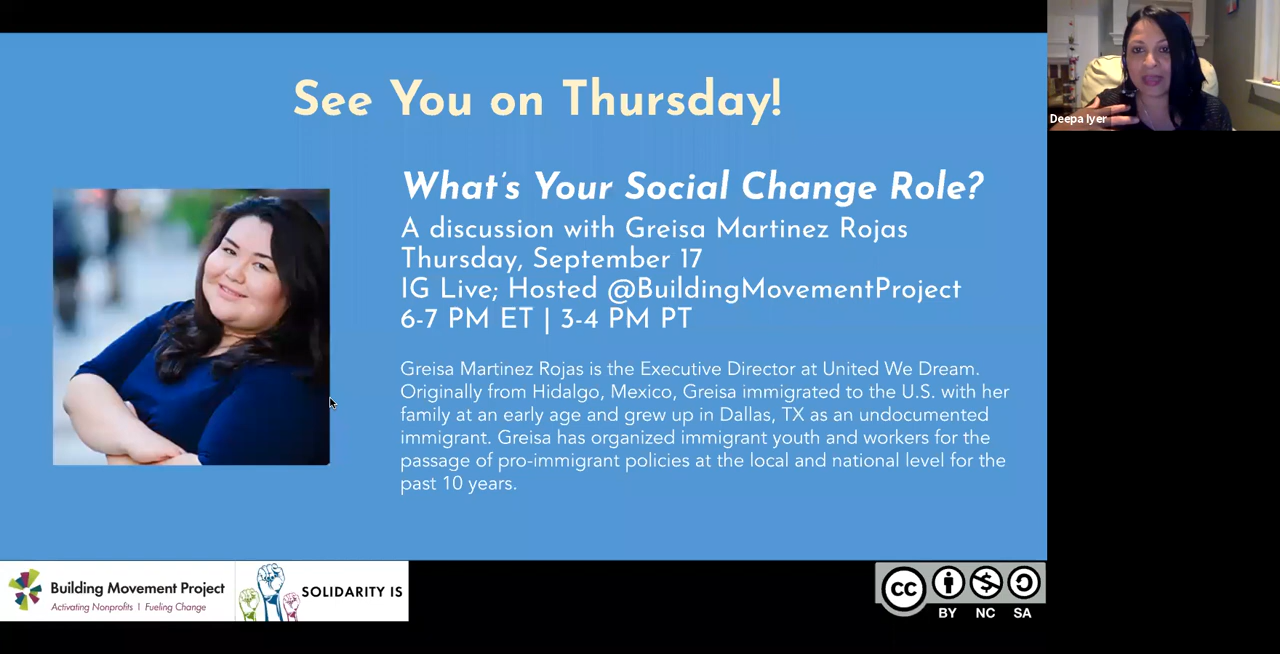 See You on Thursday!
Deepa Iyer
What's Your Social Change Role?
A discussion with Greisa Martinez Rojas
Thursday, September 17
IG Live; Hosted @BuildingMovementProject
6-7 PM ET | 3-4 PM PT
Greisa Martinez Rojas is the Executive Director at United We Dream.
Originally from Hidalgo, Mexico, Greisa immigrated to the U.S. with her
family at an early age and grew up in Dallas, TX as an undocumented
immigrant. Greisa has organized immigrant youth and workers for the
passage of pro-immigrant policies at the local and national level for the
past 10 years.
Building Movement Project
Activating Nonprofits | Fueling Change
SOLIDARITY IS
CC
BY NC SA